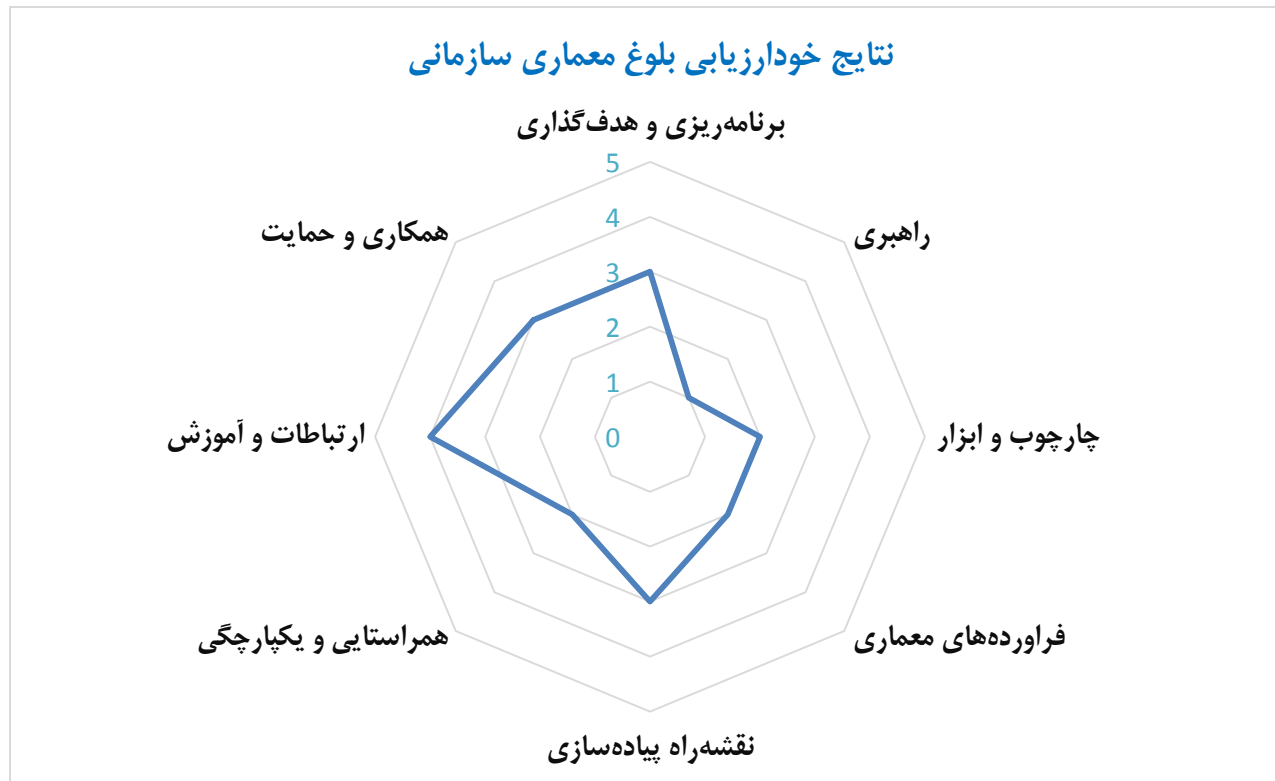 نتایج خودارزیابی بلوغ معماری سازمانی
برنامه‌ریزی و هدف‌گذاری
راهبری
چارچوب و ابزار
فراورده‌های معماری
نقشه‌راه پیاده‌سازی
همراستایی و یکپارچگی
ارتباطات و آموزش
همکاری و حمایت
5
4
3
2
1
0